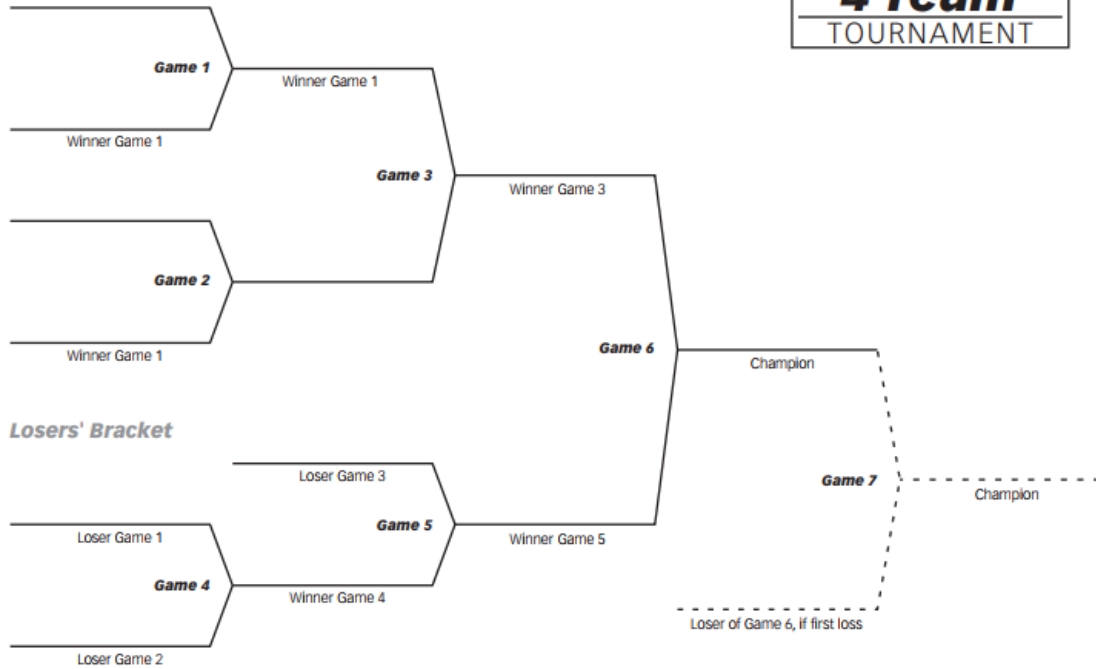 4 Team
TOURNAMENT
Game 1
Winner Game 1
Winner Game 1
Game 3
Winner Game 3
Game 2
Winner Game 1
Game 6
Champion
Losers' Bracket
Loser Game 3
Game 7
Champion
Game 5
Winner Game 5
Loser Game 1
Game 4
Winner Game 4
Loser of Game 6, if first loss
Loser Game 2